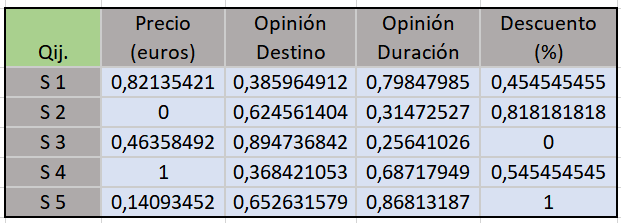 Qij. Precio (euros) Opinión Destino Opinión Duración Descuento (%)
S 1 0,82135421 0,385964912 0,79847985 0,454545455
S 2 0 0,624561404 0,31472527 0,818181818
S 3 0,46358492 0,894736842 0,25641026 0
S 4 1 0,368421053 0,68717949 0,545454545
S 5 0,14093452 0,652631579 0,86813187 1